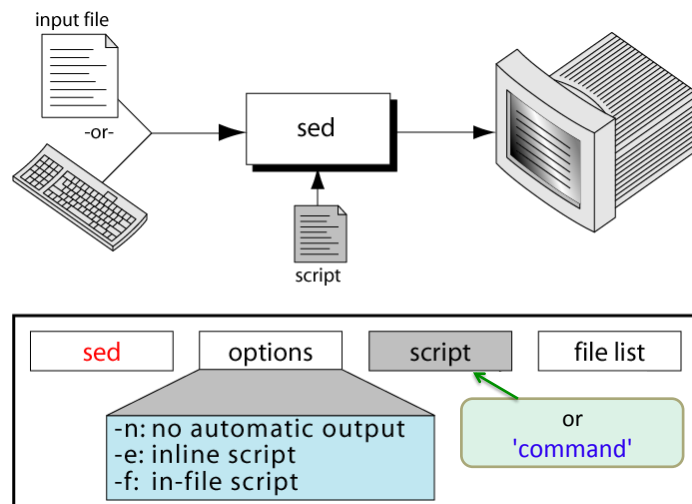 input file
-or-
sed
script
sed options script file list
-n: no automatic output
-e: inline script
-f: in-file script
or
'command'